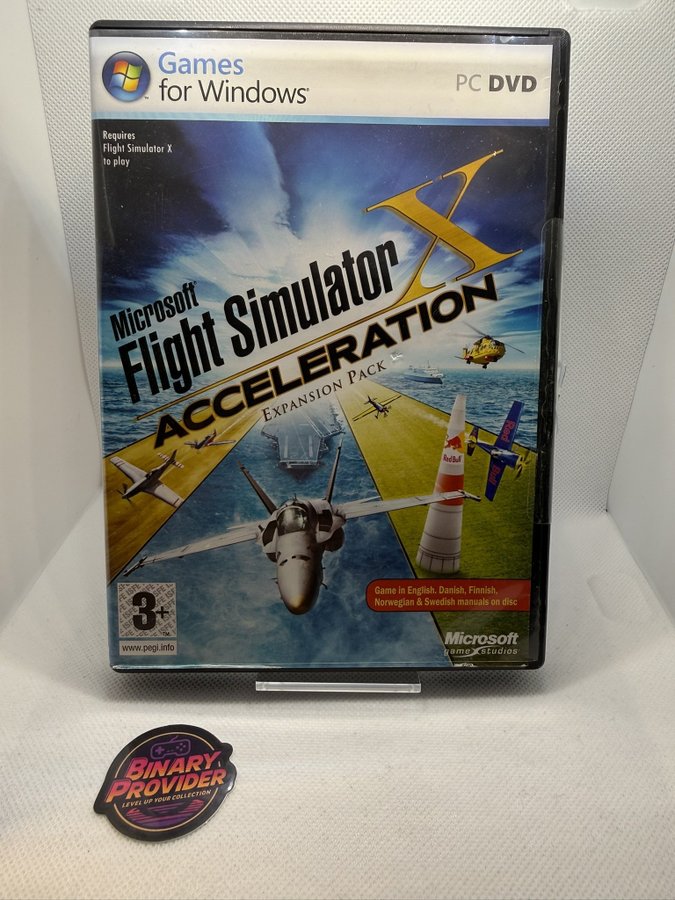 Games
for Windows®
PC DVD
Requires
Flight Simulator X
to play
Microsoft®
Flight Simulator X
ACCELERATION
EXPANSION PACK
Red Bull
Red Bull
Game in English. Danish, Finnish,
Norwegian & Swedish manuals on disc
3+
www.pegi.info
Microsoft
game studios
BINARY
PROVIDER
LEVEL UP YOUR COLLECTION